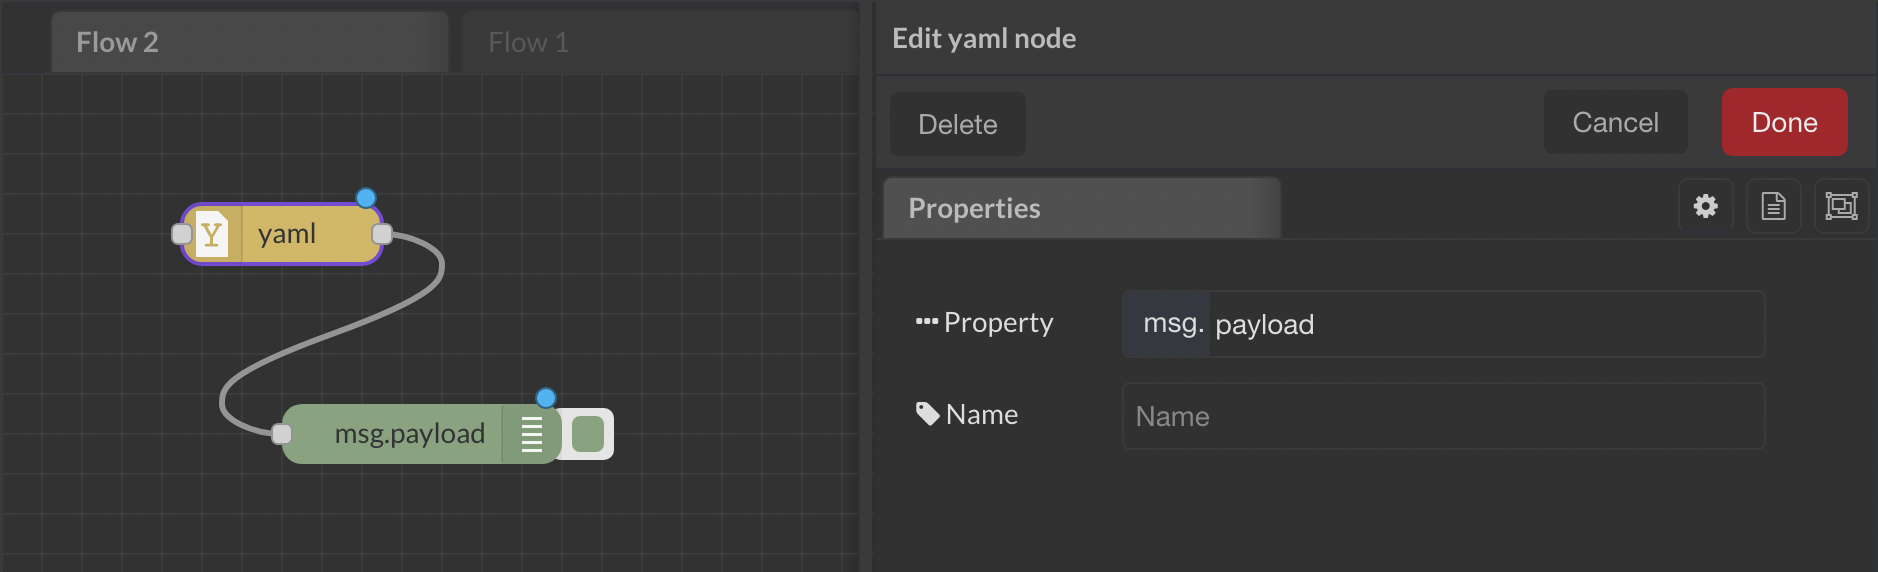 Flow 2
Flow 1
Y
yaml
msg.payload
Edit yaml node
Delete
Cancel
Done
Properties
Property
msg. payload
Name
Name